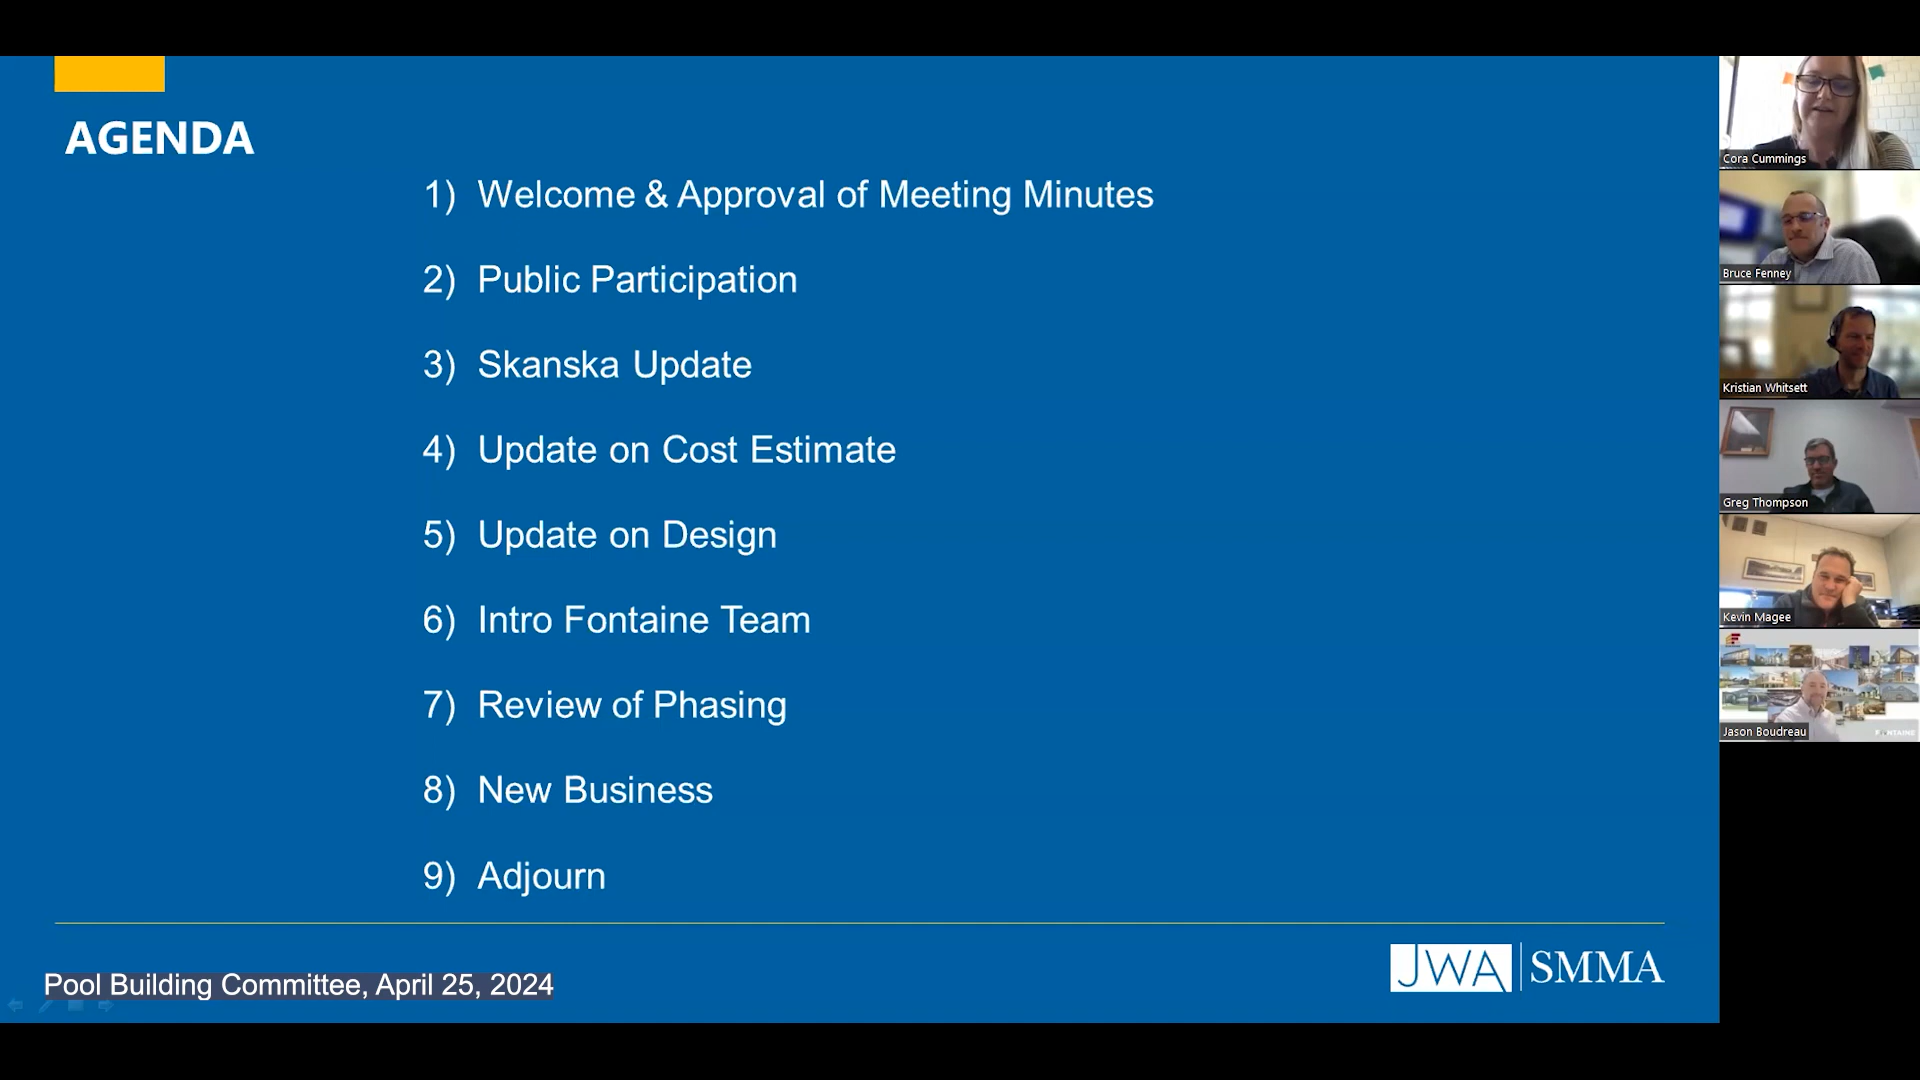 AGENDA
1) Welcome & Approval of Meeting Minutes
2) Public Participation
3) Skanska Update
4) Update on Cost Estimate
5) Update on Design
6) Intro Fontaine Team
7) Review of Phasing
8) New Business
9) Adjourn
Pool Building Committee, April 25, 2024
JWA SMMA
Cora Cummings
Bruce Fenney
Kristian Whitsett
Greg Thompson
Kevin Magee
Jason Boudreau
FONTAINE